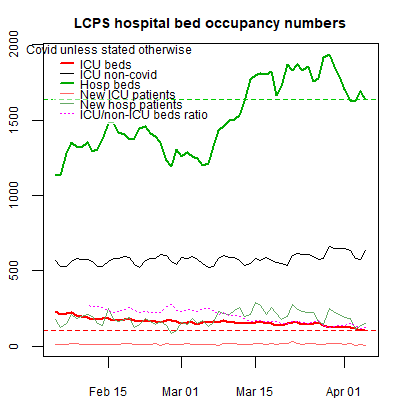 LCPS hospital bed occupancy numbers
Covid unless stated otherwise
ICU beds
ICU non-covid
Hosp beds
New ICU patients
New hosp patients
ICU/non-ICU beds ratio
2000
1500
1000
500
0
Feb 15
Mar 01
Mar 15
Apr 01